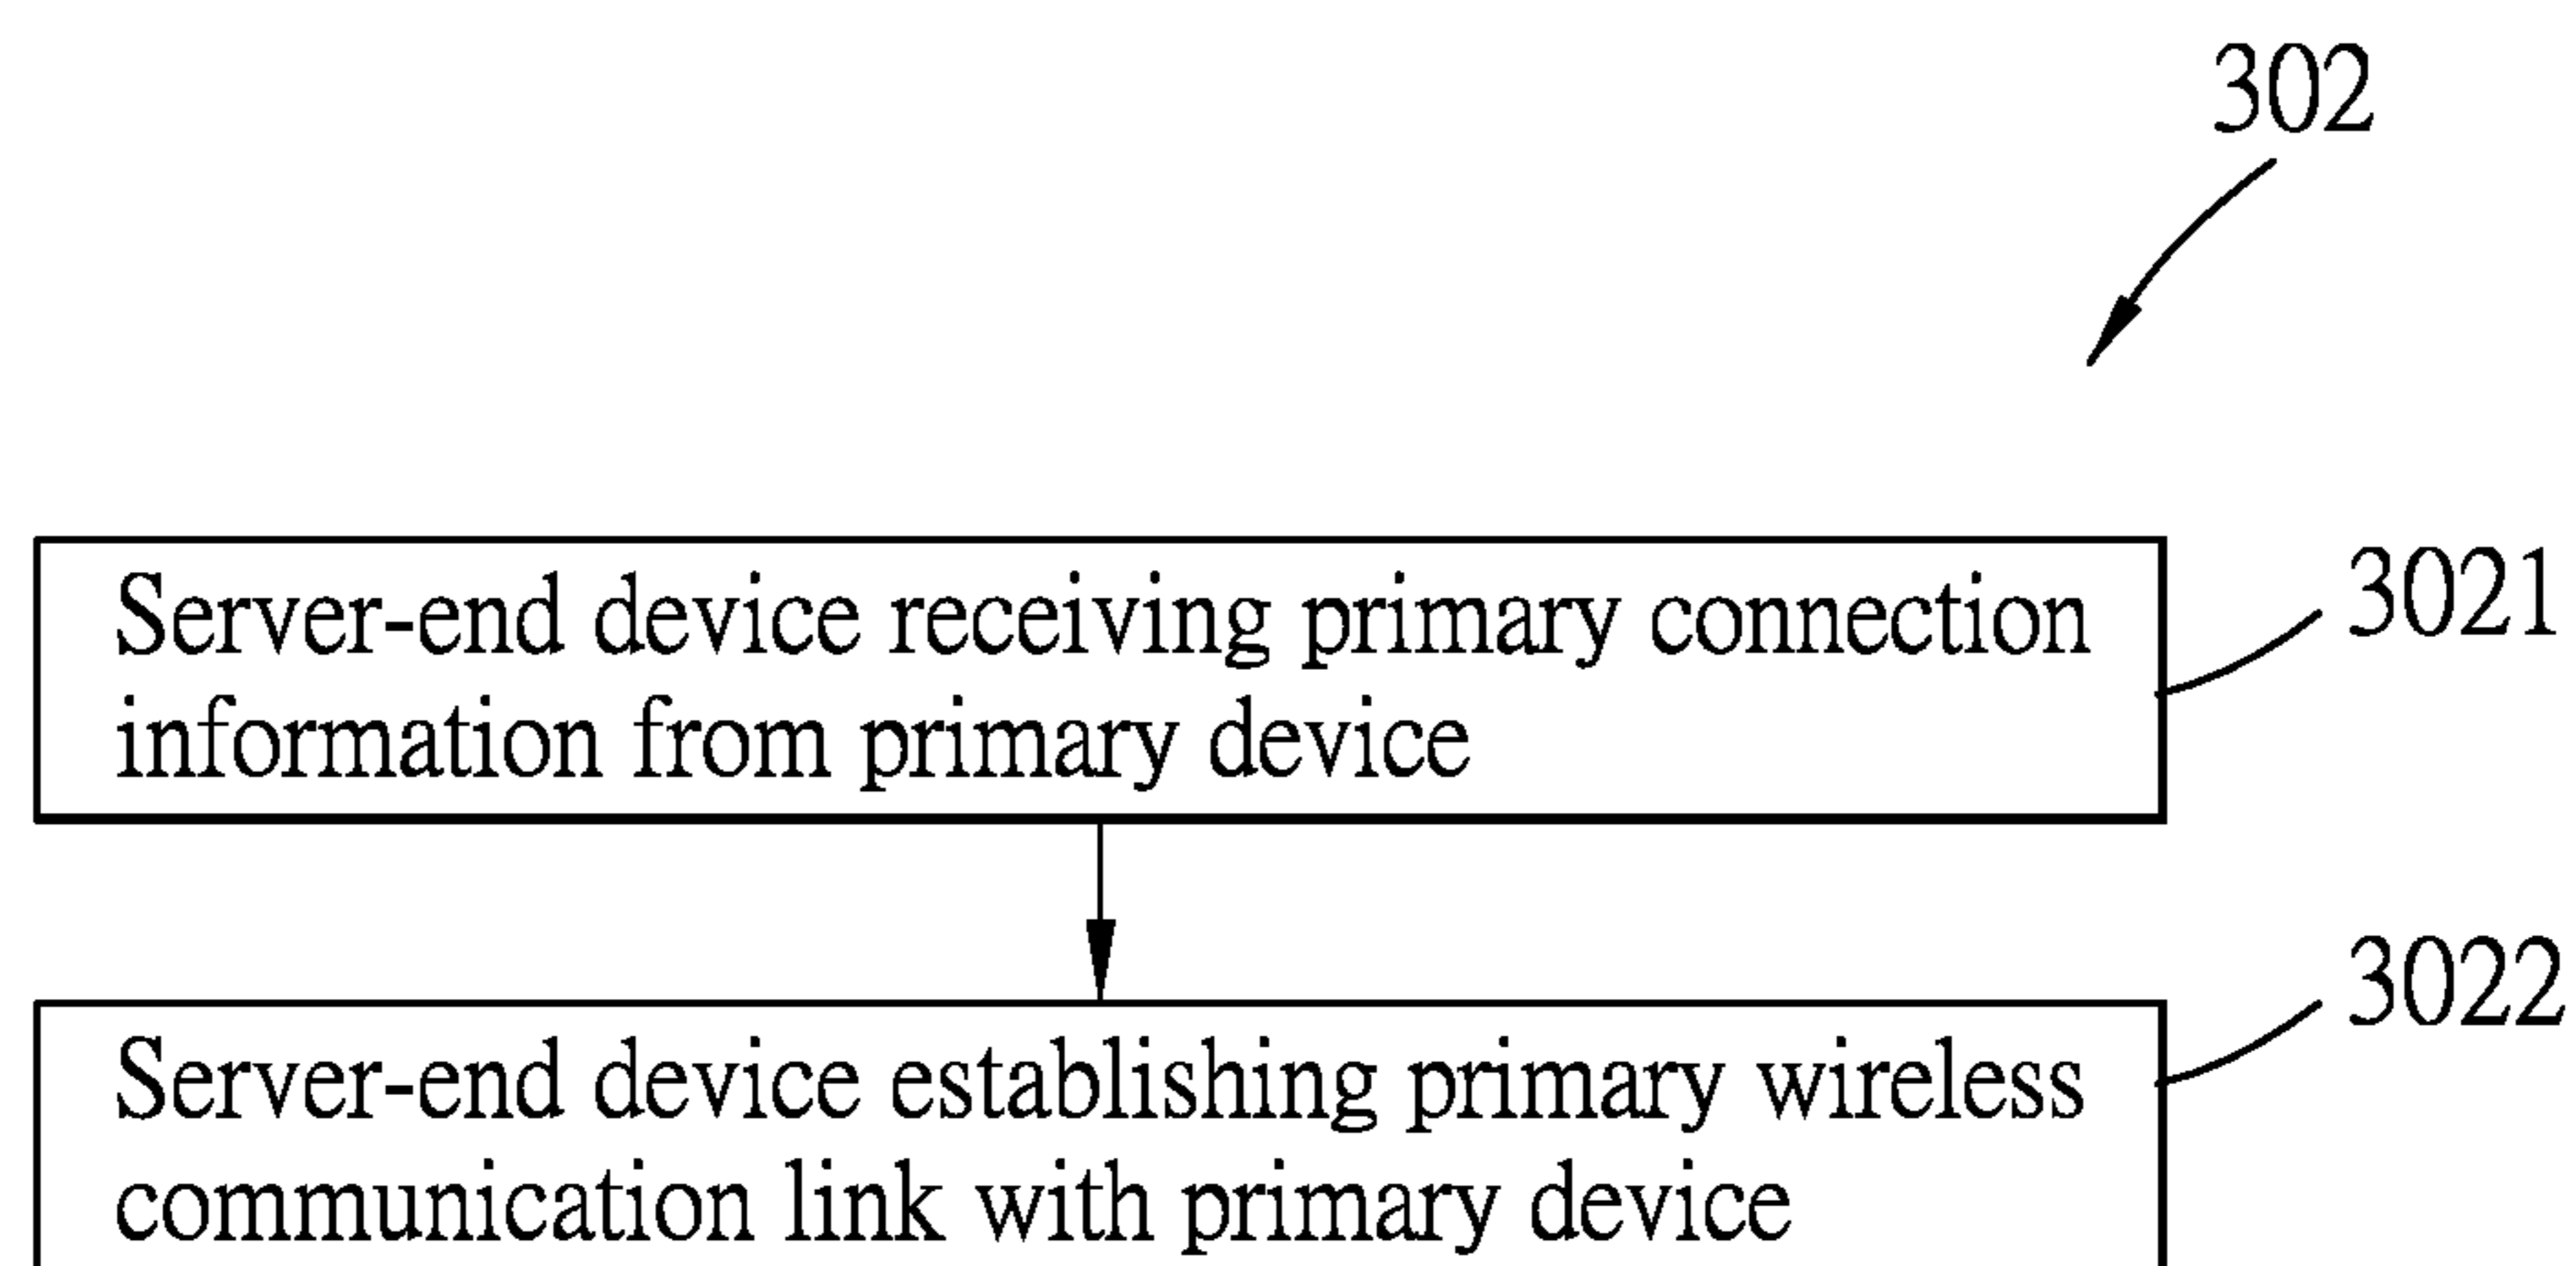 302
Server-end device receiving primary connection
information from primary device
3021
Server-end device establishing primary wireless
communication link with primary device
3022